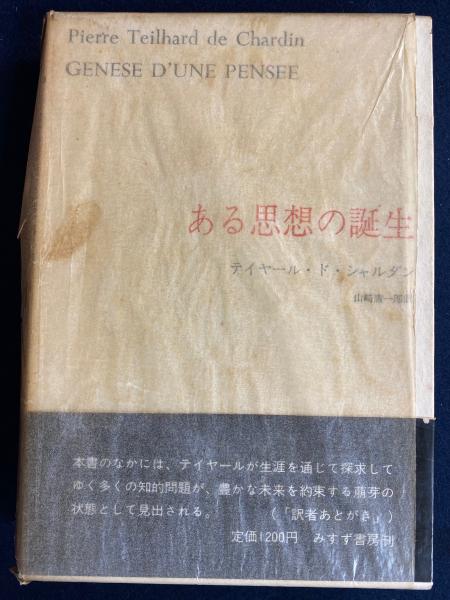 Pierre Teilhard de Chardin
GENESE D'UNE PENSEE
ある思想の誕生
テイヤール・ド・シャルダン
山崎庸一郎訳
本書のなかには、テイヤールが生涯を通じて探求して
ゆく多くの知的問題が、豊かな未来を約束する萌芽の
状態として見出される。 (「訳者あとがき」)
定価1200円 みすず書房刊